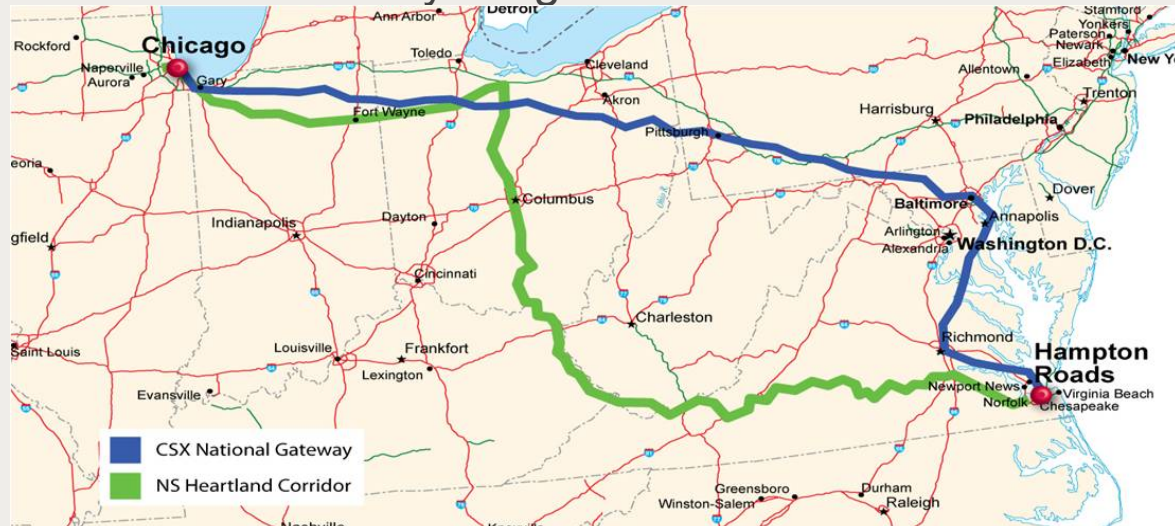 Detroit
Ann Arbor
Stamford
Yonkers
Paterson
Newark
Elizabeth
New Y
Rockford
Chicago
Toledo
Cleveland
Naperville
Aurora
Gary
Akron
Allentown
Trenton
Fort Wayne
Harrisburg
Philadelphia
Pittsburgh
eoria
Columbus
Dover
Baltimore
Indianapolis
Dayton
Annapolis
gfield
Arlington
Alexandria
Washington D.C.
Cincinnati
Charleston
Richmond
Saint Louis
Louisville
Frankfort
Lexington
Hampton
Roads
Newport News
Evansville
Norfolk
Virginia Beach
Chesapeake
CSX National Gateway
NS Heartland Corridor
Greensboro
Durham
Winston-Salem
Raleigh